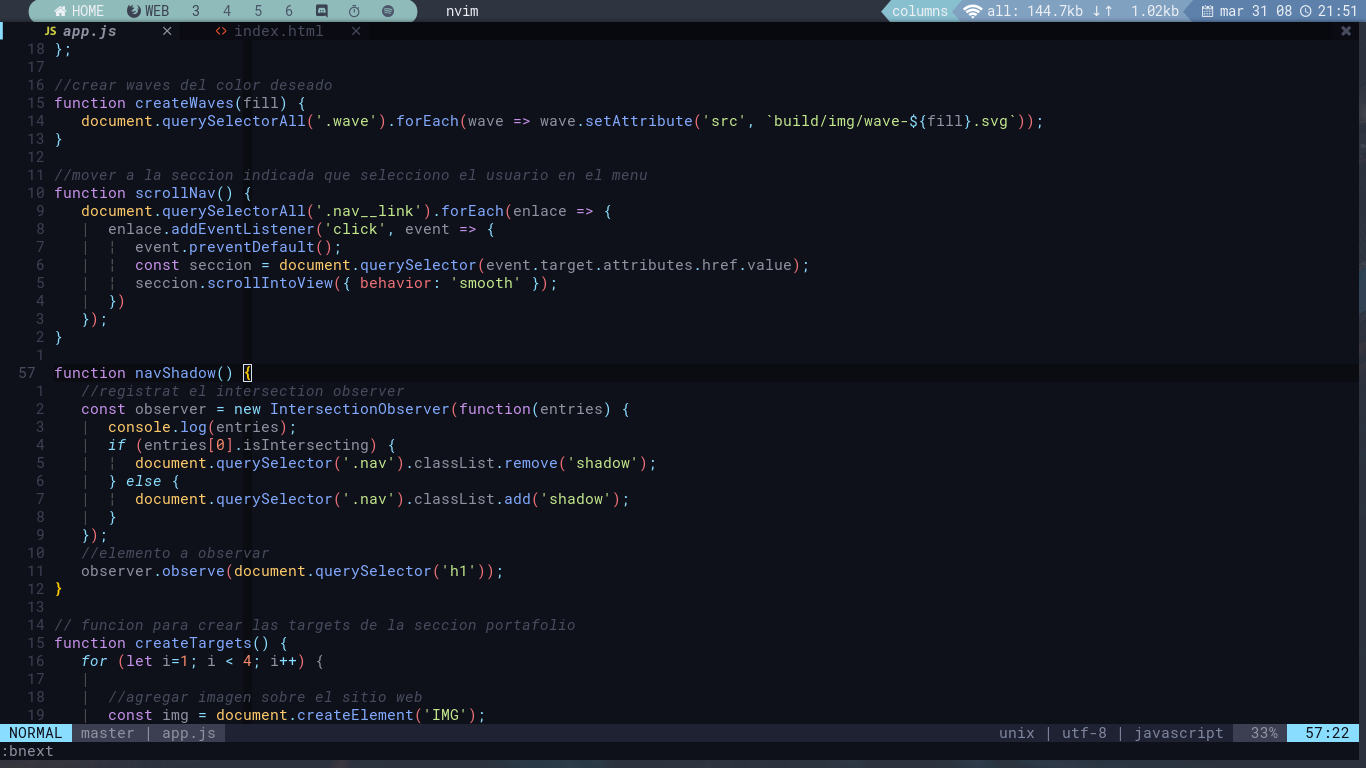 HOME WEB 3 4 5 6 nvim columns all: 144.7kb ↓↑ 1.02kb mar 31 08 21:51
JS app.js × <> index.html ×
18 };
17
16 //crear waves del color deseado
15 function createWaves(fill) {
14 document.querySelectorAll('.wave').forEach(wave => wave.setAttribute('src', `build/img/wave-${fill}.svg`));
13 }
12
11 //mover a la seccion indicada que selecciono el usuario en el menu
10 function scrollNav() {
9 document.querySelectorAll('.nav__link').forEach(enlace => {
8 enlace.addEventListener('click', event => {
7 event.preventDefault();
6 const seccion = document.querySelector(event.target.attributes.href.value);
5 seccion.scrollIntoView({ behavior: 'smooth' });
4 })
3 });
2 }
1
57 function navShadow() {
1 //registrat el intersection observer
2 const observer = new IntersectionObserver(function(entries) {
3 console.log(entries);
4 if (entries[0].isIntersecting) {
5 document.querySelector('.nav').classList.remove('shadow');
6 } else {
7 document.querySelector('.nav').classList.add('shadow');
8 }
9 });
10 //elemento a observar
11 observer.observe(document.querySelector('h1'));
12 }
13
14 // funcion para crear las targets de la seccion portafolio
15 function createTargets() {
16 for (let i=1; i < 4; i++) {
17
18 //agregar imagen sobre el sitio web
19 const img = document.createElement('IMG');
NORMAL master | app.js unix | utf-8 | javascript 33% 57:22
:bnext